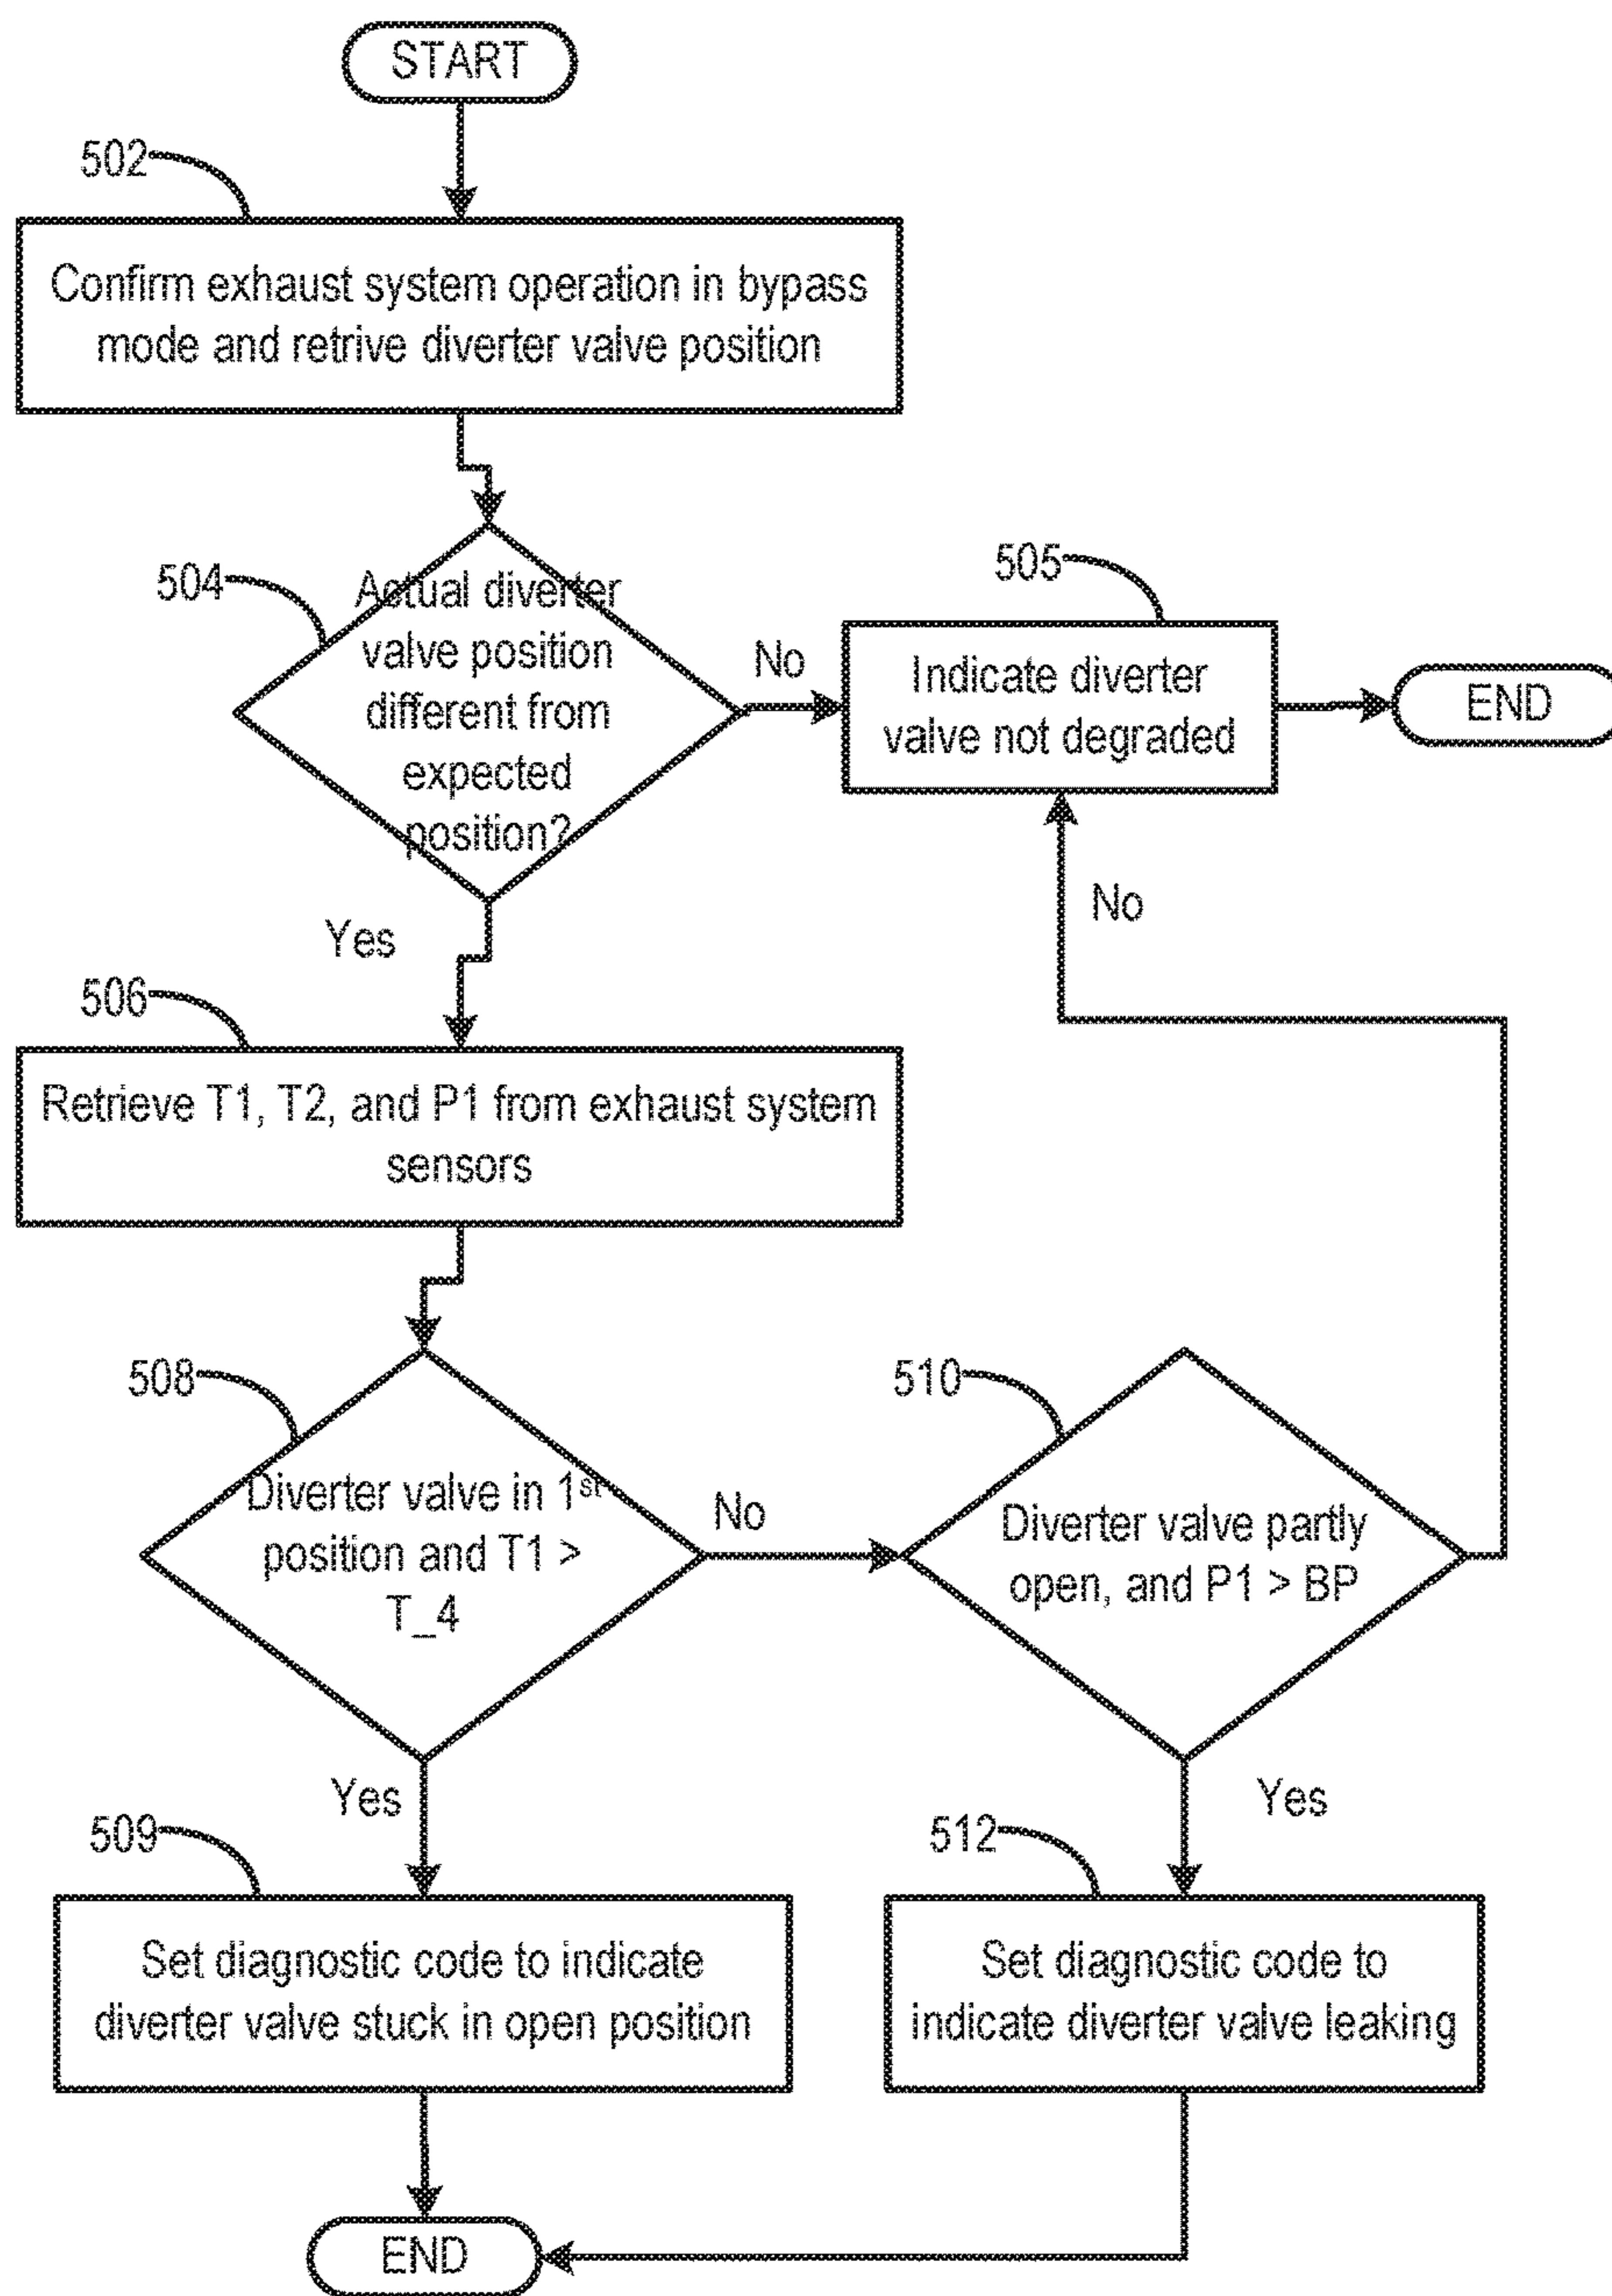 START
502
Confirm exhaust system operation in bypass
mode and retrive diverter valve position
504
Actual diverter
valve position
different from
expected
position?
No
505
Indicate diverter
valve not degraded
END
Yes
No
506
Retrieve T1, T2, and P1 from exhaust system
sensors
508
Diverter valve in 1st
position and T1 >
T_4
No
510
Diverter valve partly
open, and P1 > BP
Yes
Yes
509
Set diagnostic code to indicate
diverter valve stuck in open position
512
Set diagnostic code to
indicate diverter valve leaking
END